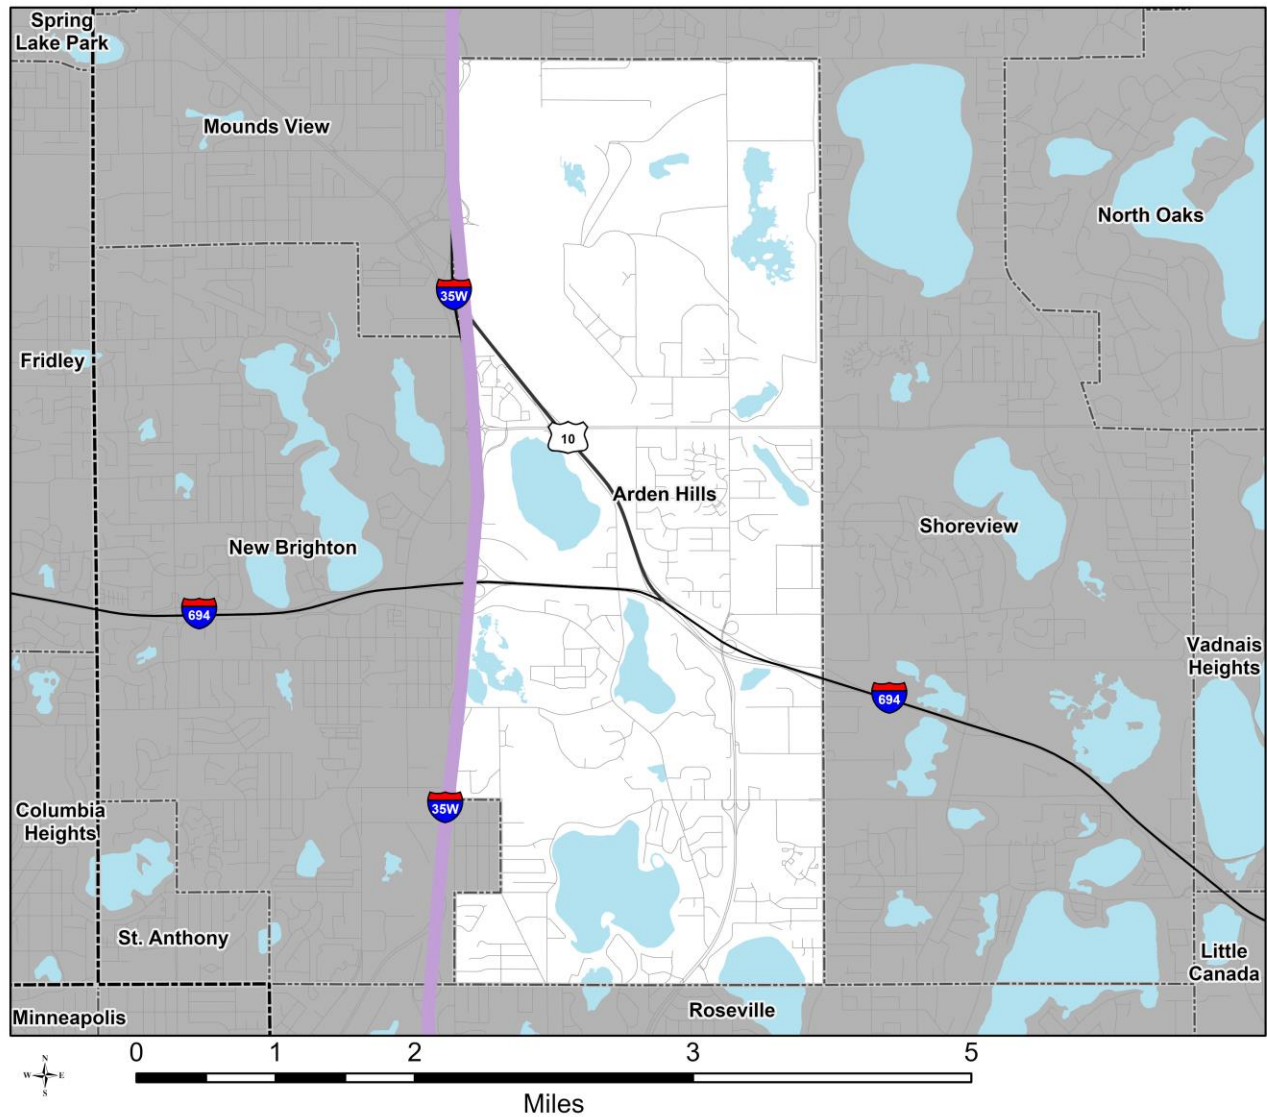 Spring
Lake Park
Mounds View
North Oaks
35W
Fridley
10
Arden Hills
Shoreview
New Brighton
694
Vadnais
Heights
694
35W
Columbia
Heights
St. Anthony
Little
Canada
Roseville
Minneapolis
0 1 2 3 5
N
W E
S
Miles